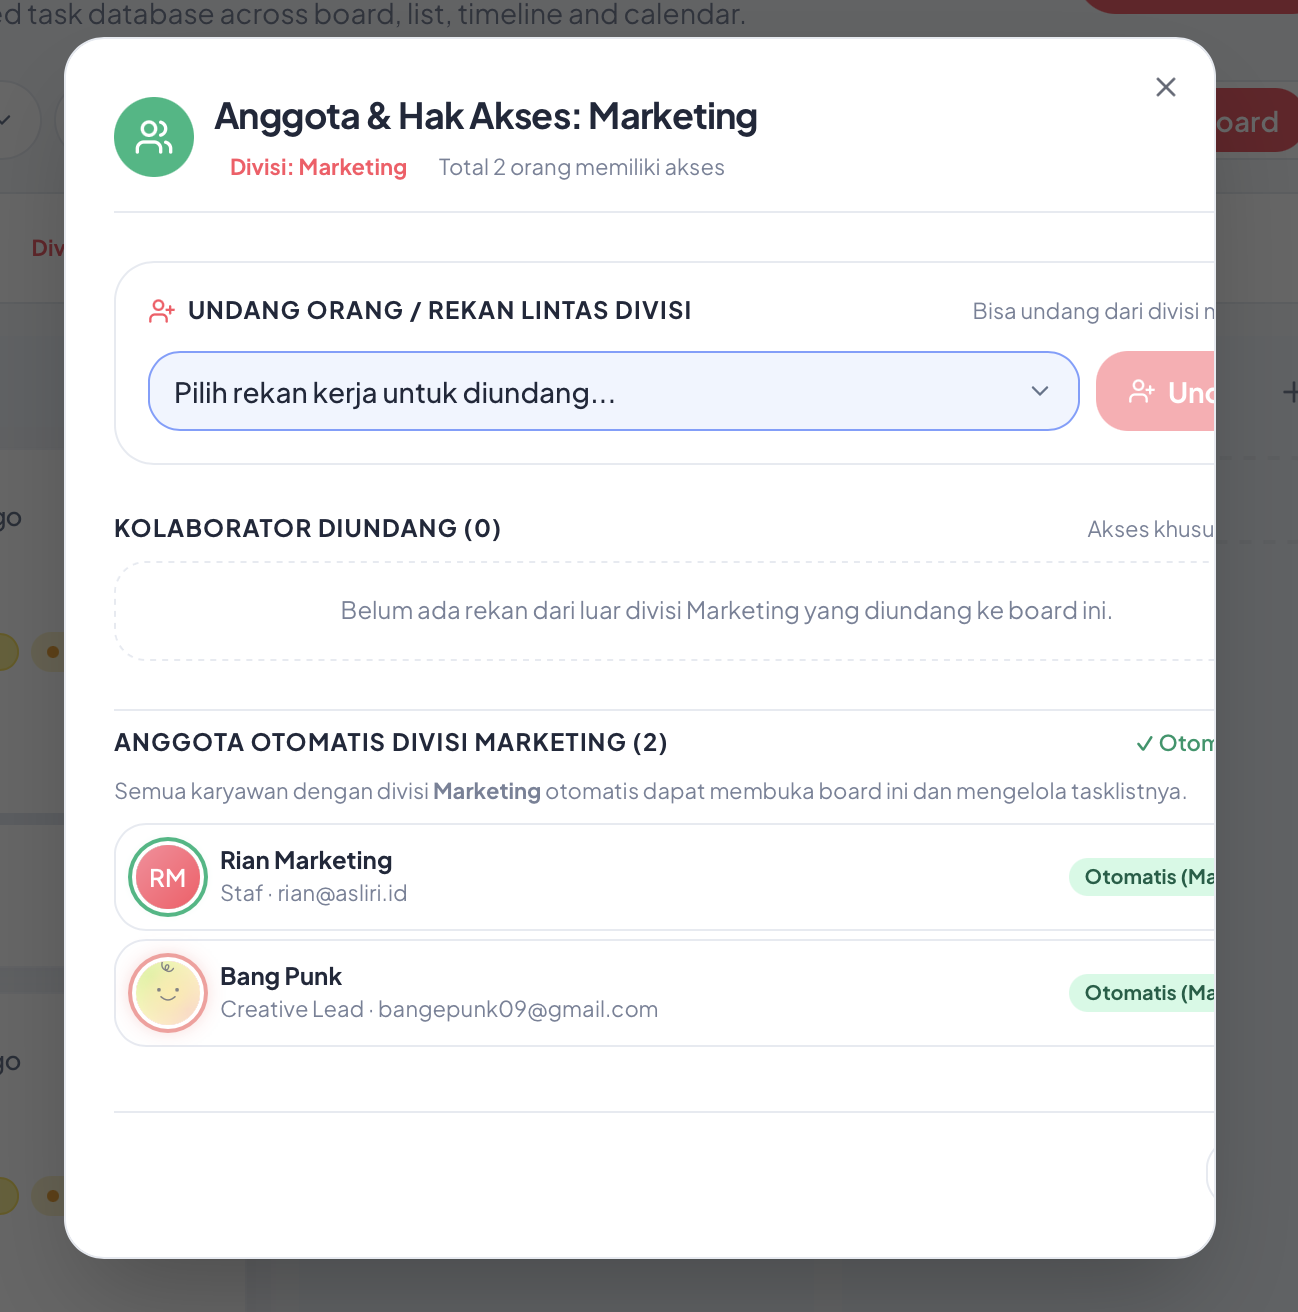 ed task database across board, list, timeline and calendar.
Anggota & Hak Akses: Marketing
oard
Divisi: Marketing Total 2 orang memiliki akses
Div
UNDANG ORANG / REKAN LINTAS DIVISI Bisa undang dari divisi
Pilih rekan kerja untuk diundang... Und
KOLABORATOR DIUNDANG (0) Akses khusu
go
Belum ada rekan dari luar divisi Marketing yang diundang ke board ini.
ANGGOTA OTOMATIS DIVISI MARKETING (2) Otom
Semua karyawan dengan divisi Marketing otomatis dapat membuka board ini dan mengelola tasklistnya.
RM
Rian Marketing
Staf · rian@asliri.id
Otomatis (Ma
Bang Punk
Creative Lead · bangepunk09@gmail.com
Otomatis (Ma
go